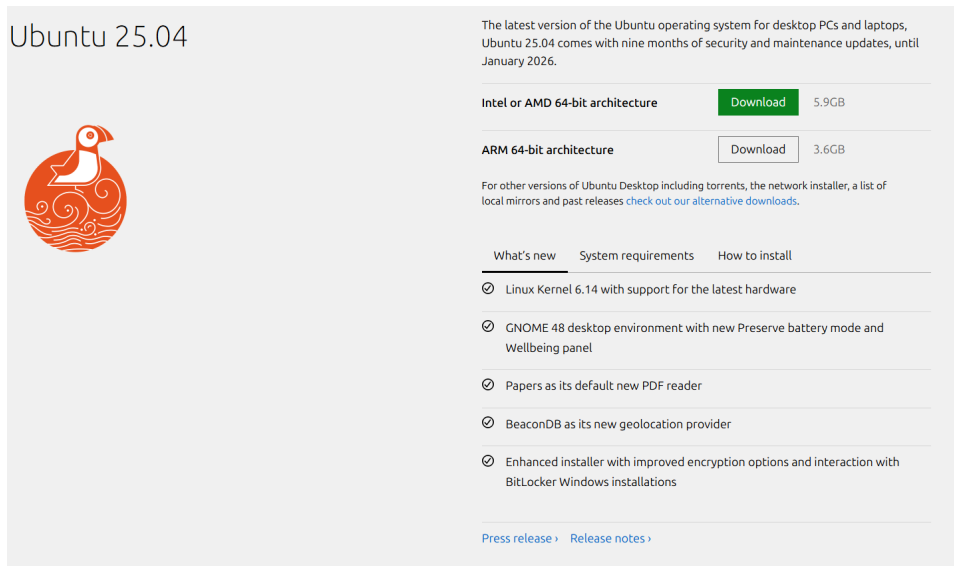 Ubuntu 25.04
The latest version of the Ubuntu operating system for desktop PCs and laptops,
Ubuntu 25.04 comes with nine months of security and maintenance updates, until
January 2026.
Intel or AMD 64-bit architecture Download 5.9GB
ARM 64-bit architecture Download 3.6GB
For other versions of Ubuntu Desktop including torrents, the network installer, a list of
local mirrors and past releases check out our alternative downloads.
What's new System requirements How to install
Linux Kernel 6.14 with support for the latest hardware
GNOME 48 desktop environment with new Preserve battery mode and
Wellbeing panel
Papers as its default new PDF reader
BeaconDB as its new geolocation provider
Enhanced installer with improved encryption options and interaction with
BitLocker Windows installations
Press release › Release notes ›